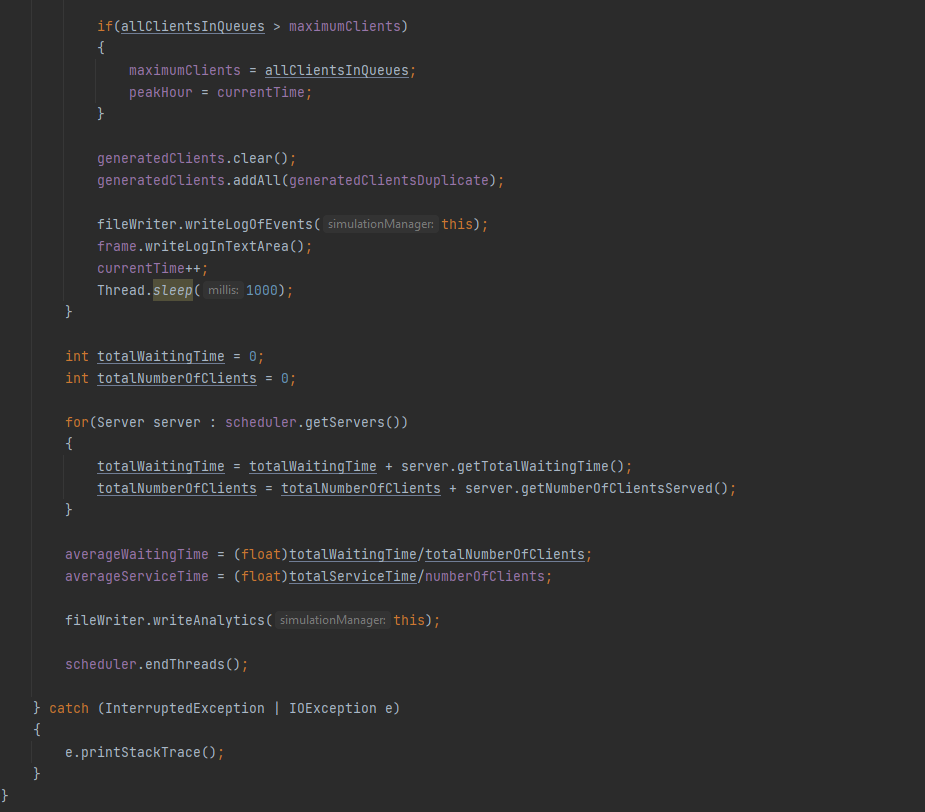 if(allClientsInQueues > maximumClients)
{
maximumClients = allClientsInQueues;
peakHour = currentTime;
}
generatedClients.clear();
generatedClients.addAll(generatedClientsDuplicate);
fileWriter.writeLogOfEvents( simulationManager: this);
frame.writeLogInTextArea();
currentTime++;
Thread.sleep( millis: 1000);
}
int totalWaitingTime = 0;
int totalNumberOfClients = 0;
for(Server server : scheduler.getServers())
{
totalWaitingTime = totalWaitingTime + server.getTotalWaitingTime();
totalNumberOfClients = totalNumberOfClients + server.getNumberOfClientsServed();
}
averageWaitingTime = (float)totalWaitingTime/totalNumberOfClients;
averageServiceTime = (float)totalServiceTime/numberOfClients;
fileWriter.writeAnalytics( simulationManager: this);
scheduler.endThreads();
} catch (InterruptedException | IOException e)
{
e.printStackTrace();
}
}